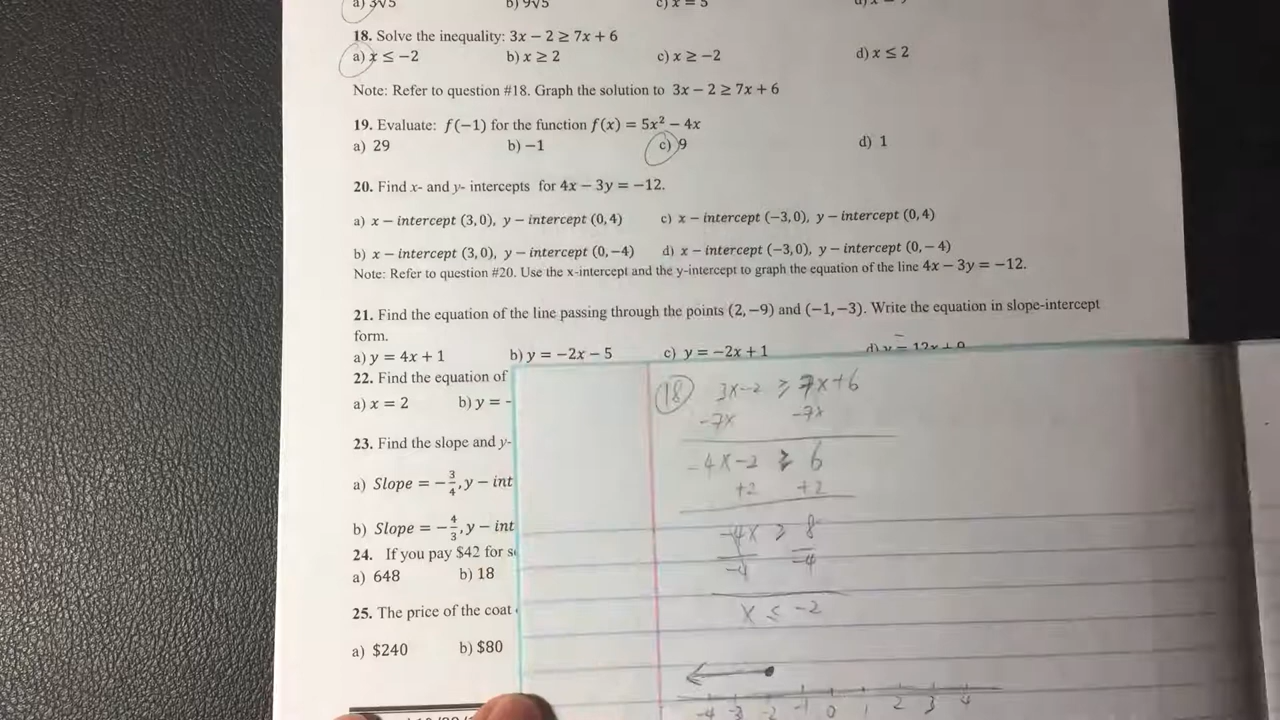 a) 3√5 b) 9√5 c) x = 5
18. Solve the inequality: 3x − 2 ≥ 7x + 6
a) x ≤ −2 b) x ≥ 2 c) x ≥ −2 d) x ≤ 2
Note: Refer to question #18. Graph the solution to 3x − 2 ≥ 7x + 6
19. Evaluate: f(−1) for the function f(x) = 5x² − 4x
a) 29 b) −1 c) 9 d) 1
20. Find x- and y- intercepts for 4x − 3y = −12.
a) x − intercept (3,0), y − intercept (0,4) c) x − intercept (−3,0), y − intercept (0,4)
b) x − intercept (3,0), y − intercept (0,−4) d) x − intercept (−3,0), y − intercept (0,−4)
Note: Refer to question #20. Use the x-intercept and the y-intercept to graph the equation of the line 4x − 3y = −12.
21. Find the equation of the line passing through the points (2,−9) and (−1,−3). Write the equation in slope-intercept
form.
a) y = 4x + 1 b) y = −2x − 5 c) y = −2x + 1
22. Find the equation of
a) x = 2 b) y = -
23. Find the slope and y-
a) Slope = −3/4, y − int
b) Slope = −4/3, y − int
24. If you pay $42 for
a) 648 b) 18
25. The price of the coat
a) $240 b) $80
(18) 3x-2 ≥ 7x+6
-7x -7x
-4x-2 ≥ 6
+2 +2
-4x ≥ 8
-4 -4
x ≤ -2
-4 -3 -2 -1 0 1 2 3 4